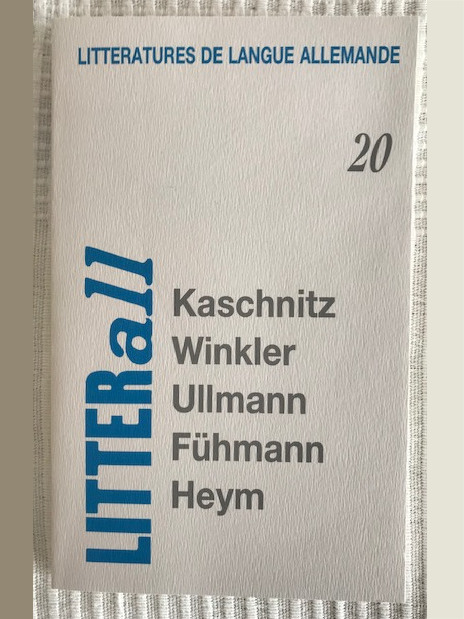 LITTERATURES DE LANGUE ALLEMANDE
20
LITTERall
Kaschnitz
Winkler
Ullmann
Fühmann
Heym